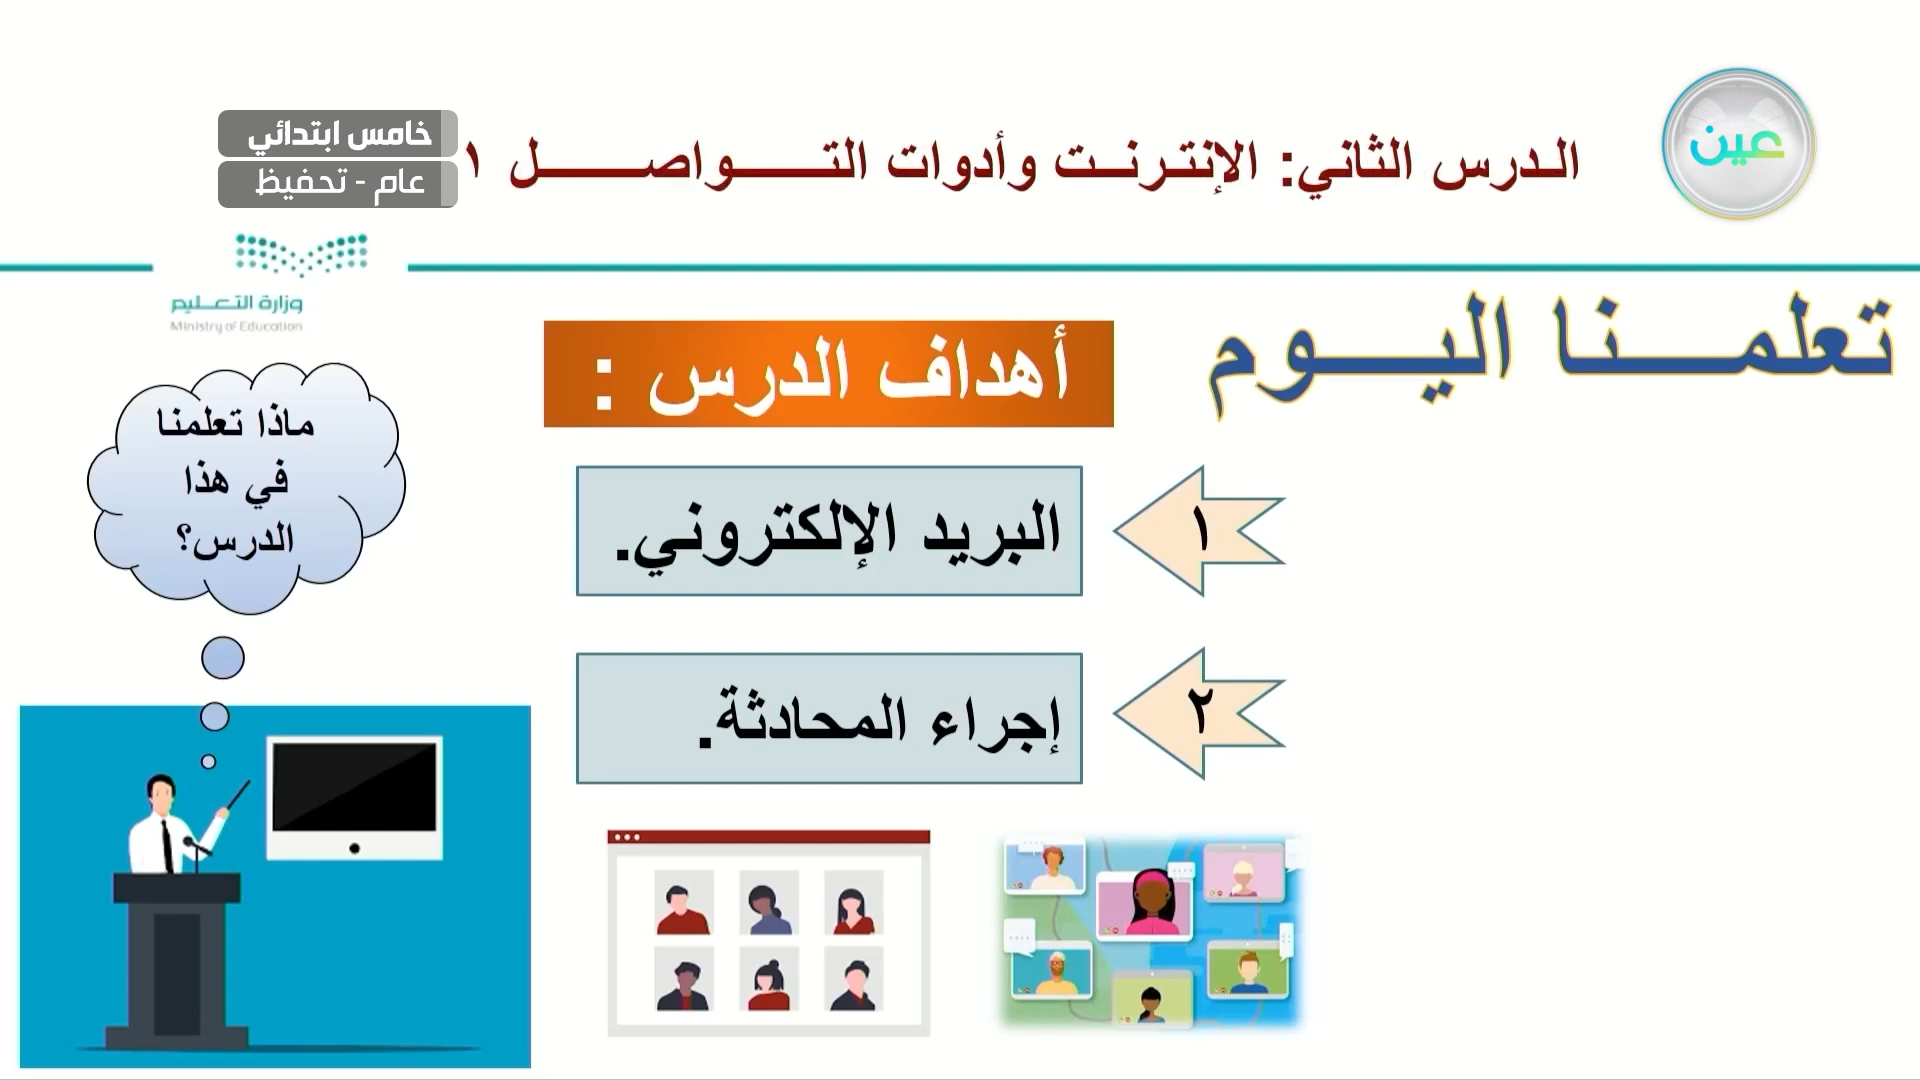 عين
الدرس الثاني: الإنترنت وأدوات التواصل ١
خامس ابتدائي
عام - تحفيظ
وزارة التعليم
Ministry of Education
تعلمنا اليوم
أهداف الدرس :
١
البريد الإلكتروني.
٢
إجراء المحادثة.
ماذا تعلمنا
في هذا
الدرس؟